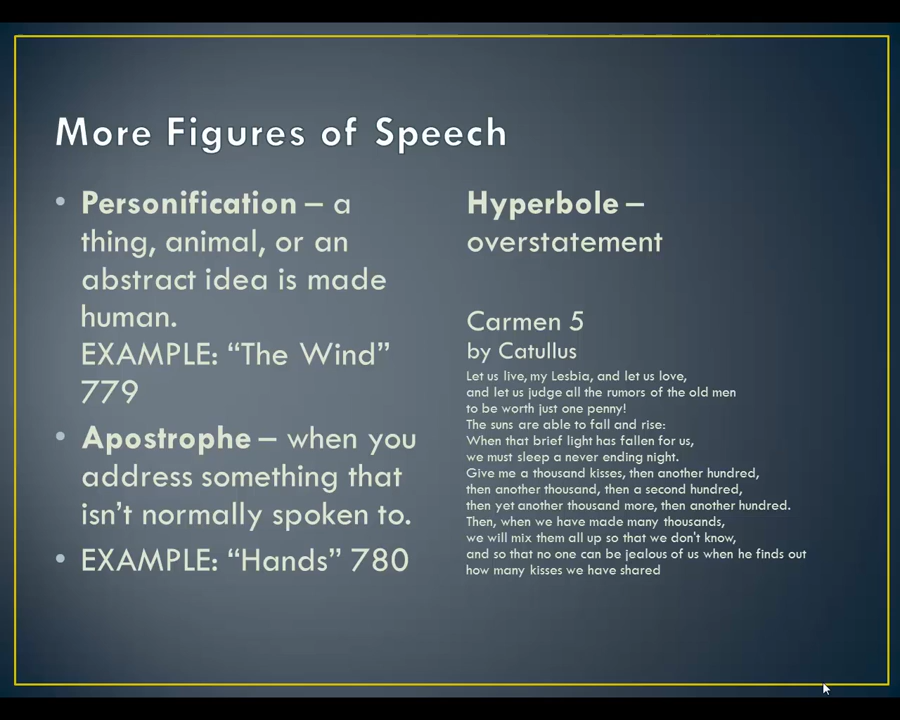 More Figures of Speech
• Personification – a
thing, animal, or an
abstract idea is made
human.
EXAMPLE: “The Wind”
779
• Apostrophe – when you
address something that
isn’t normally spoken to.
• EXAMPLE: “Hands” 780
Hyperbole –
overstatement
Carmen 5
by Catullus
Let us live, my Lesbia, and let us love,
and let us judge all the rumors of the old men
to be worth just one penny!
The suns are able to fall and rise:
When that brief light has fallen for us,
we must sleep a never ending night.
Give me a thousand kisses, then another hundred,
then another thousand, then a second hundred,
then yet another thousand more, then another hundred.
Then, when we have made many thousands,
we will mix them all up so that we don't know,
and so that no one can be jealous of us when he finds out
how many kisses we have shared